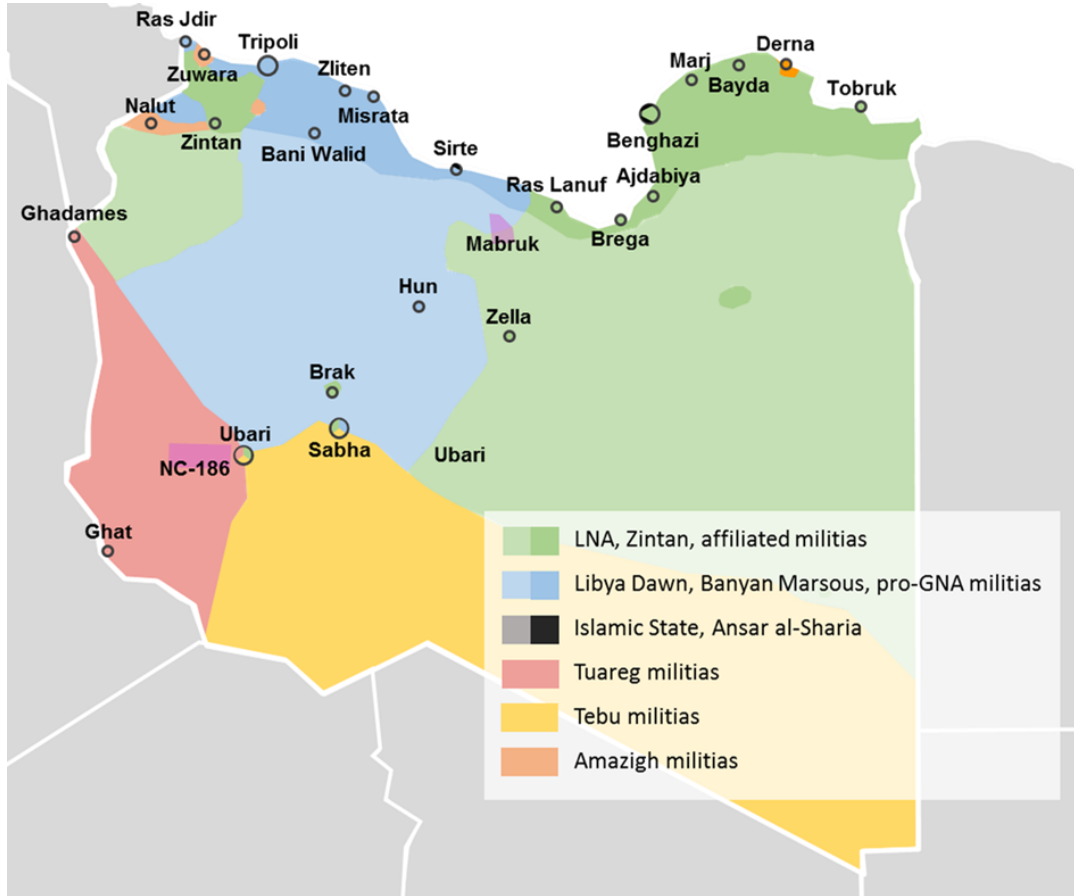 Ras Jdir
Tripoli
Zuwara
Zliten
Misrata
Nalut
Zintan
Bani Walid
Sirte
Marj
Derna
Bayda
Tobruk
Benghazi
Ras Lanuf
Ajdabiya
Brega
Ghadames
Mabruk
Hun
Zella
Brak
Ubari
Sabha
Ubari
NC-186
Ghat
LNA, Zintan, affiliated militias
Libya Dawn, Banyan Marsous, pro-GNA militias
Islamic State, Ansar al-Sharia
Tuareg militias
Tebu militias
Amazigh militias